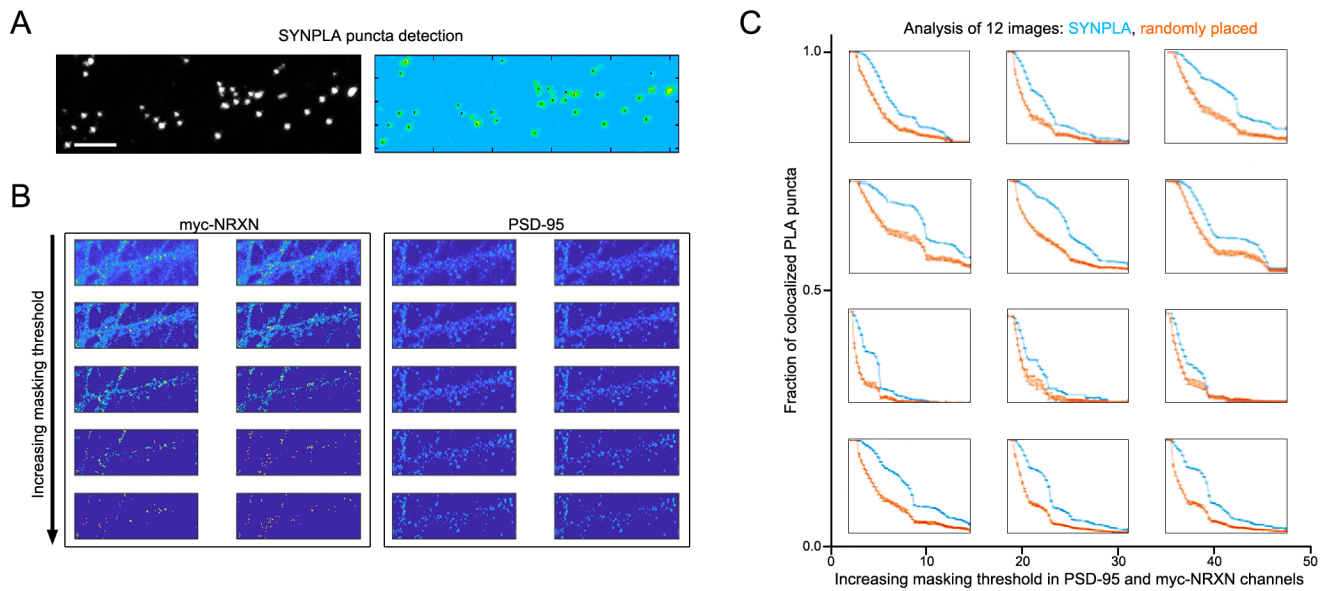 A
SYNPLA puncta detection
B
myc-NRXN
PSD-95
Increasing masking threshold
C
Analysis of 12 images: SYNPLA, randomly placed
Fraction of colocalized PLA puncta
1.0
0.5
0.0
0
10
20
30
40
50
Increasing masking threshold in PSD-95 and myc-NRXN channels